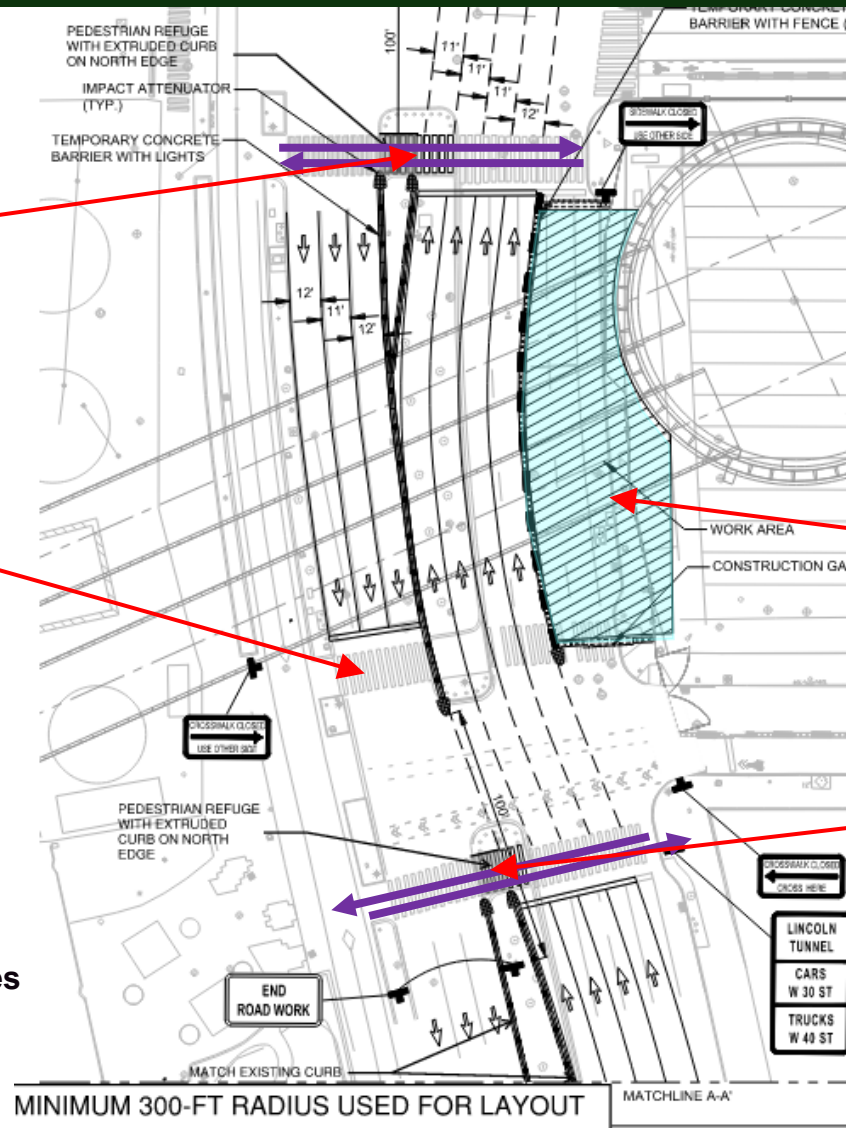 PEDESTRIAN REFUGE
WITH EXTRUDED CURB
ON NORTH EDGE
IMPACT ATTENUATOR
(TYP.)
TEMPORARY CONCRETE
BARRIER WITH LIGHTS
100'
11'
11'
11'
12'
TEMPORARY CONCRETE
BARRIER WITH FENCE (
SIDEWALK CLOSED
USE OTHER SIDE
12'
11'
12'
WORK AREA
CONSTRUCTION GA
CROSSWALK CLOSED
USE OTHER SIDE
PEDESTRIAN REFUGE
WITH EXTRUDED
CURB ON NORTH
EDGE
100'
CROSSWALK CLOSED
CROSS HERE
LINCOLN
TUNNEL
CARS
W 30 ST
TRUCKS
W 40 ST
es
END
ROAD WORK
MATCH EXISTING CURB
MINIMUM 300-FT RADIUS USED FOR LAYOUT
MATCHLINE A-A'